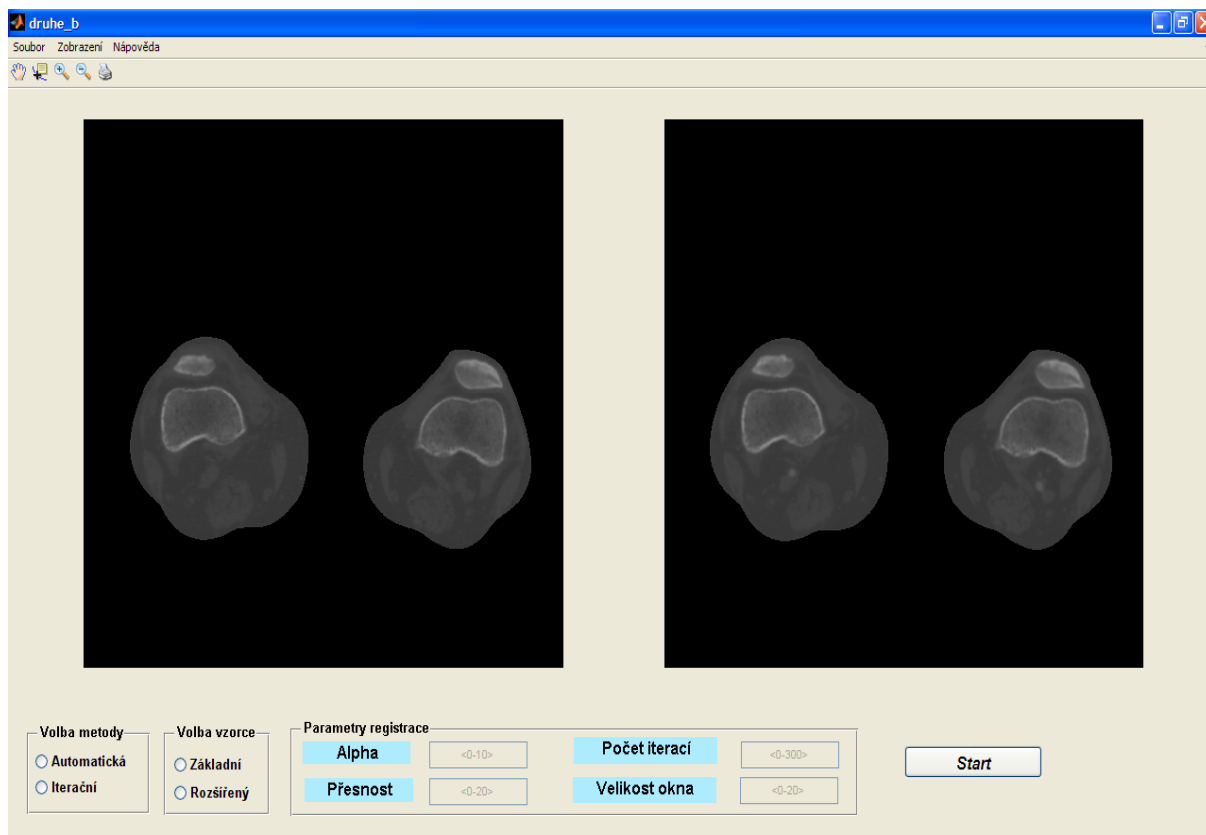 druhe_b
Soubor Zobrazení Nápověda
Volba metody
Automatická
Iterační
Volba vzorce
Základní
Rozšířený
Parametry registrace
Alpha <0-10> Počet iterací <0-300>
Přesnost <0-20> Velikost okna <0-20>
Start